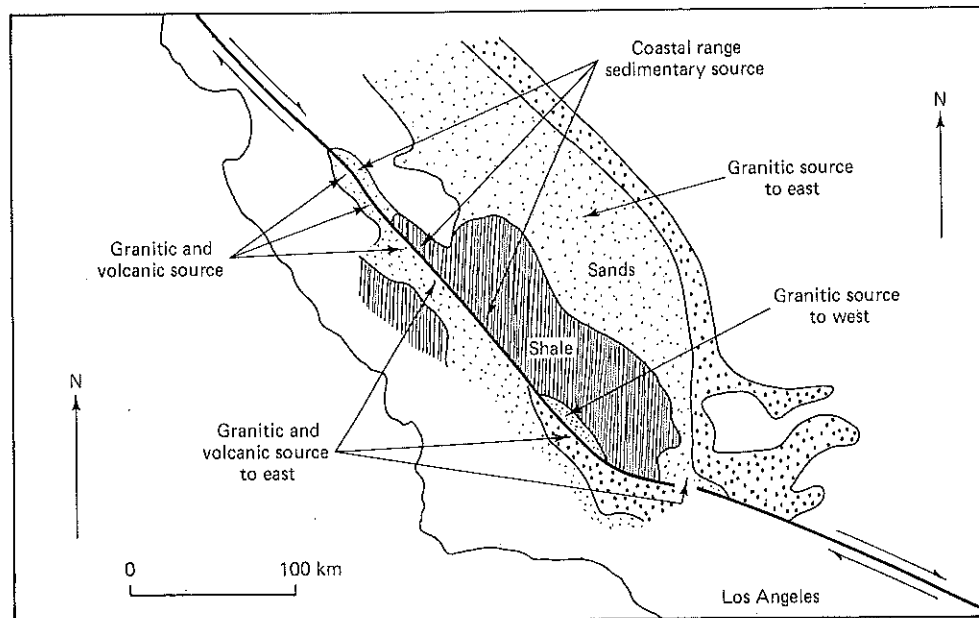 Coastal range
sedimentary source
N
Granitic source
to east
Granitic and
volcanic source
Sands
Granitic source
to west
N
Shale
Granitic and
volcanic source
to east
0 100 km
Los Angeles